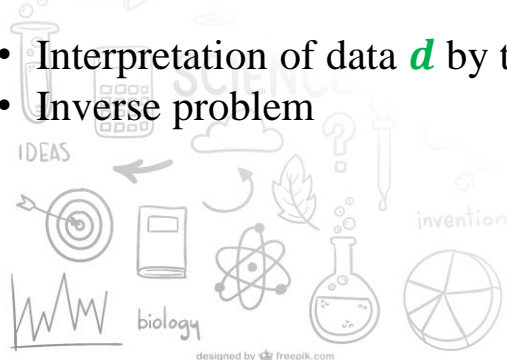 • Interpretation of data d by t
SCIENCE
• Inverse problem
IDEAS
invention
biology
designed by freepik.com